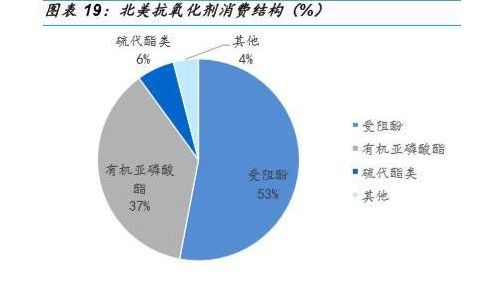 图表 19：北美抗氧化剂消费结构（%）
硫代酯类
6%
其他
4%
有机亚磷酸
酯
37%
受阻酚
53%
受阻酚
有机亚磷酸酯
硫代酯类
其他